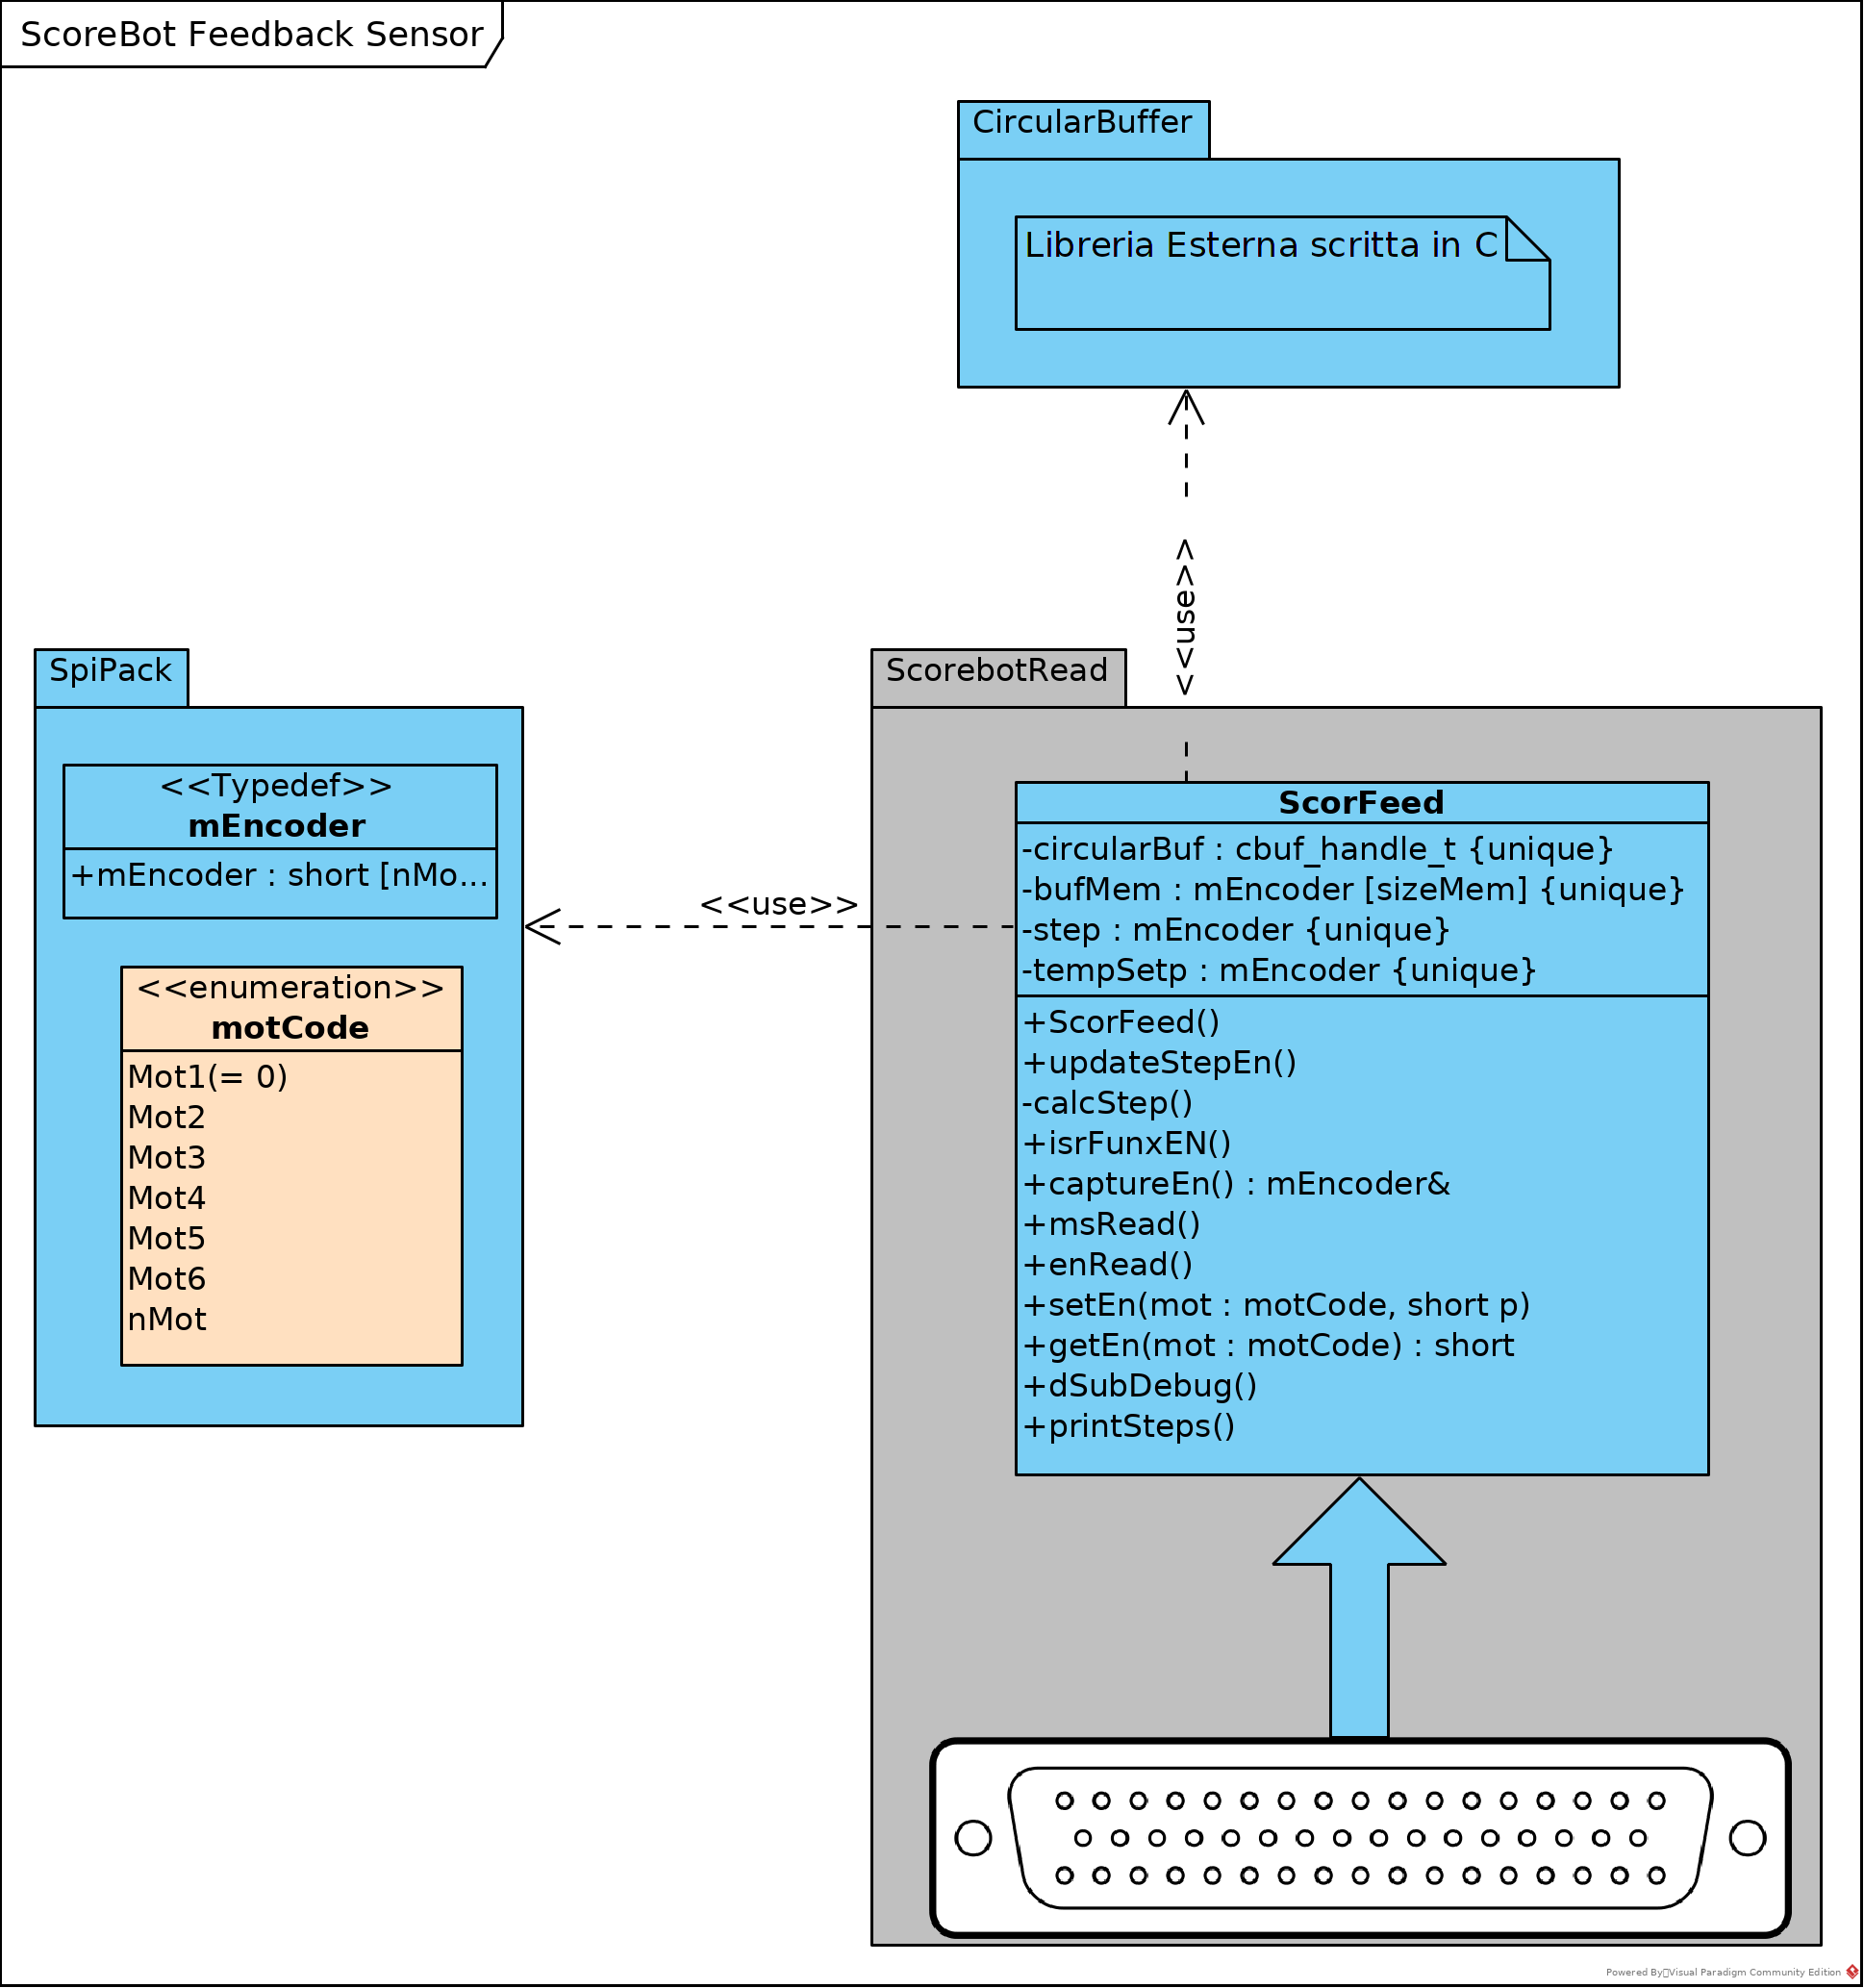 ScoreBot Feedback Sensor
CircularBuffer
Libreria Esterna scritta in C
<<use>>
SpiPack
<<Typedef>>
mEncoder
+mEncoder : short [nMo...
<<enumeration>>
motCode
Mot1(= 0)
Mot2
Mot3
Mot4
Mot5
Mot6
nMot
<<use>>
ScorebotRead
ScorFeed
-circularBuf : cbuf_handle_t {unique}
-bufMem : mEncoder [sizeMem] {unique}
-step : mEncoder {unique}
-tempSetp : mEncoder {unique}
+ScorFeed()
+updateStepEn()
-calcStep()
+isrFunxEN()
+captureEn() : mEncoder&
+msRead()
+enRead()
+setEn(mot : motCode, short p)
+getEn(mot : motCode) : short
+dSubDebug()
+printSteps()
Powered By Visual Paradigm Community Edition